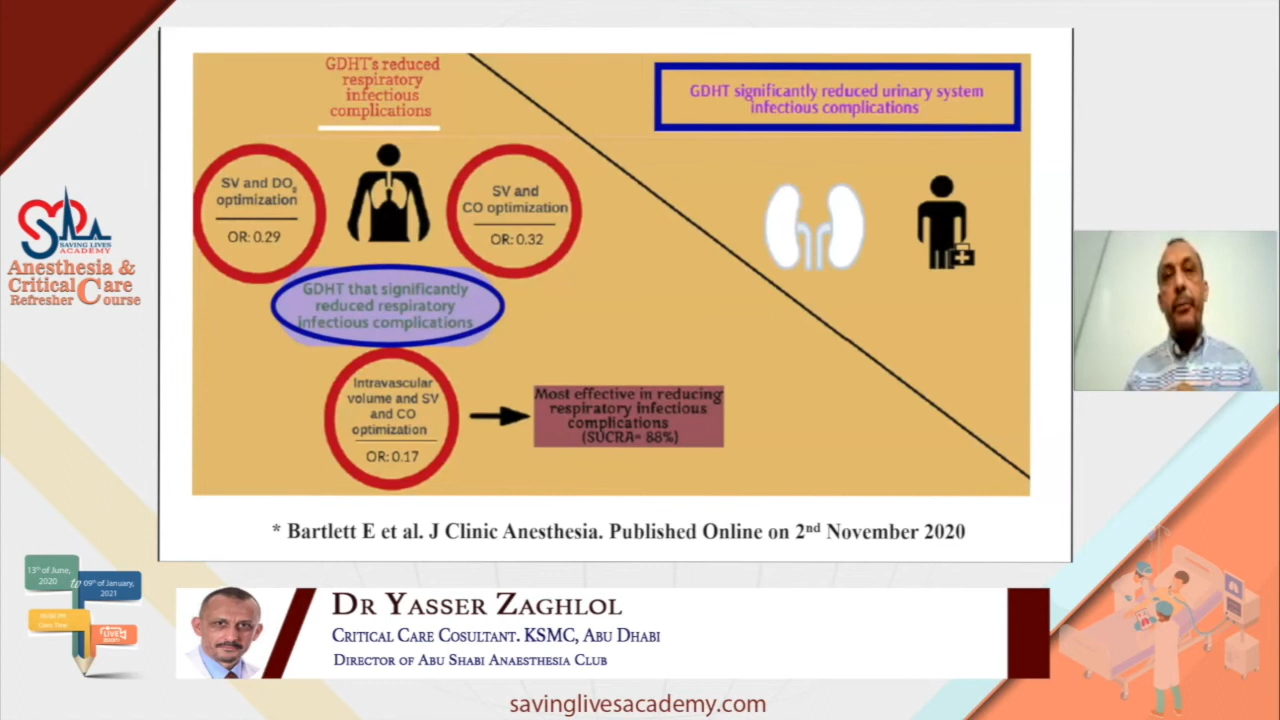 GDHT's reduced
respiratory
infectious
complications
GDHT significantly reduced urinary system
infectious complications
SV and DO2
optimization
OR: 0.29
SV and
CO optimization
OR: 0.32
GDHT that significantly
reduced respiratory
infectious complications
Intravascular
volume and SV
and CO
optimization
OR: 0.17
Most effective in reducing
respiratory infectious
complications
(SUCRA= 88%)
* Bartlett E et al. J Clinic Anesthesia. Published Online on 2nd November 2020
SAVING LIVES
ACADEMY
Anesthesia &
Critical Care
Refresher Course
13th of June,
2020
to
09th of January,
2021
LIVE
DR YASSER ZAGHLOL
CRITICAL CARE COSULTANT. KSMC, ABU DHABI
DIRECTOR OF ABU SHABI ANAESTHESIA CLUB
savinglivesacademy.com